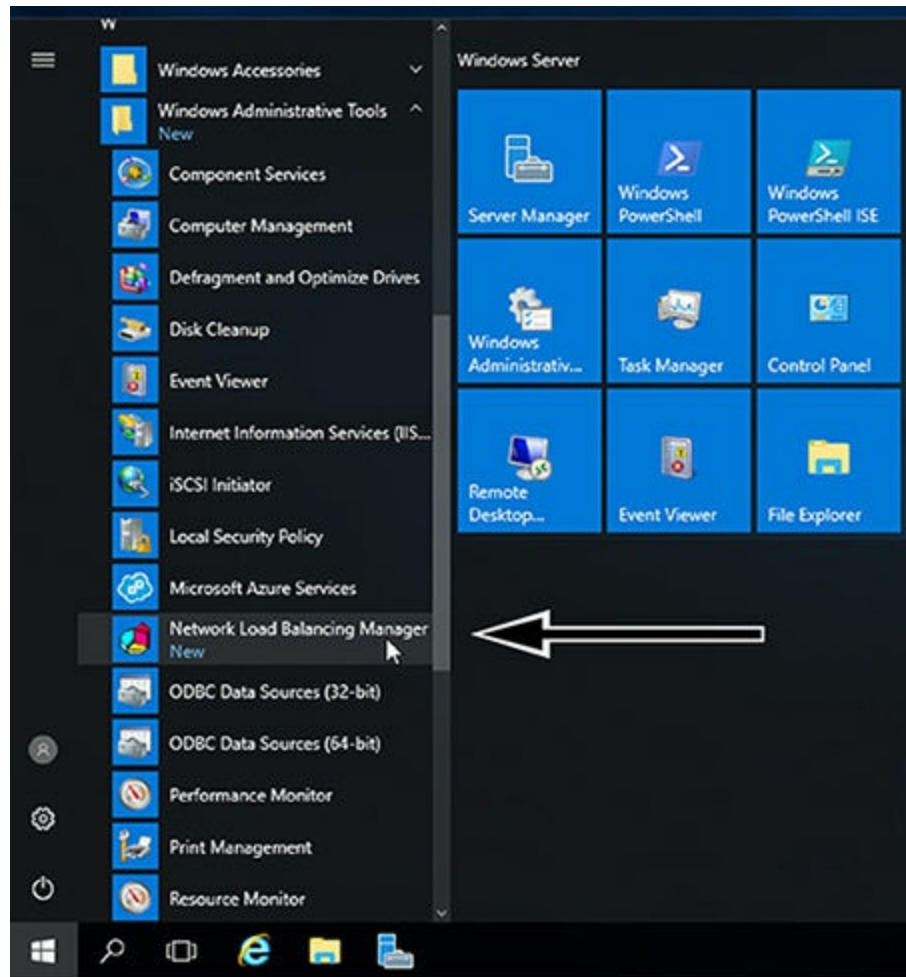 W
Windows Accessories
Windows Administrative Tools
New
Component Services
Computer Management
Defragment and Optimize Drives
Disk Cleanup
Event Viewer
Internet Information Services (IIS...
iSCSI Initiator
Local Security Policy
Microsoft Azure Services
Network Load Balancing Manager
New
ODBC Data Sources (32-bit)
ODBC Data Sources (64-bit)
Performance Monitor
Print Management
Resource Monitor
Windows Server
Server Manager
Windows
PowerShell
Windows
PowerShell ISE
Windows
Administrativ...
Task Manager
Control Panel
Remote
Desktop...
Event Viewer
File Explorer